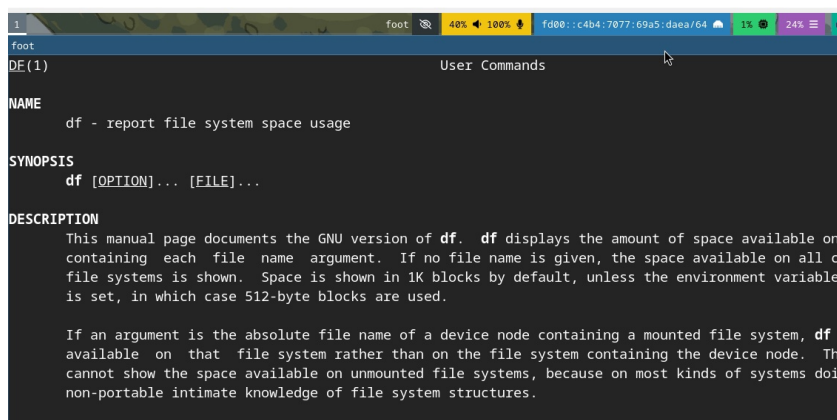 1
foot 40% 100% fd00::c4b4:7077:69a5:daea/64 1% 24%
foot
DF(1) User Commands
NAME
df - report file system space usage
SYNOPSIS
df [OPTION]... [FILE]...
DESCRIPTION
This manual page documents the GNU version of df. df displays the amount of space available on
containing each file name argument. If no file name is given, the space available on all c
file systems is shown. Space is shown in 1K blocks by default, unless the environment variable
is set, in which case 512-byte blocks are used.
If an argument is the absolute file name of a device node containing a mounted file system, df
available on that file system rather than on the file system containing the device node. Th
cannot show the space available on unmounted file systems, because on most kinds of systems doi
non-portable intimate knowledge of file system structures.